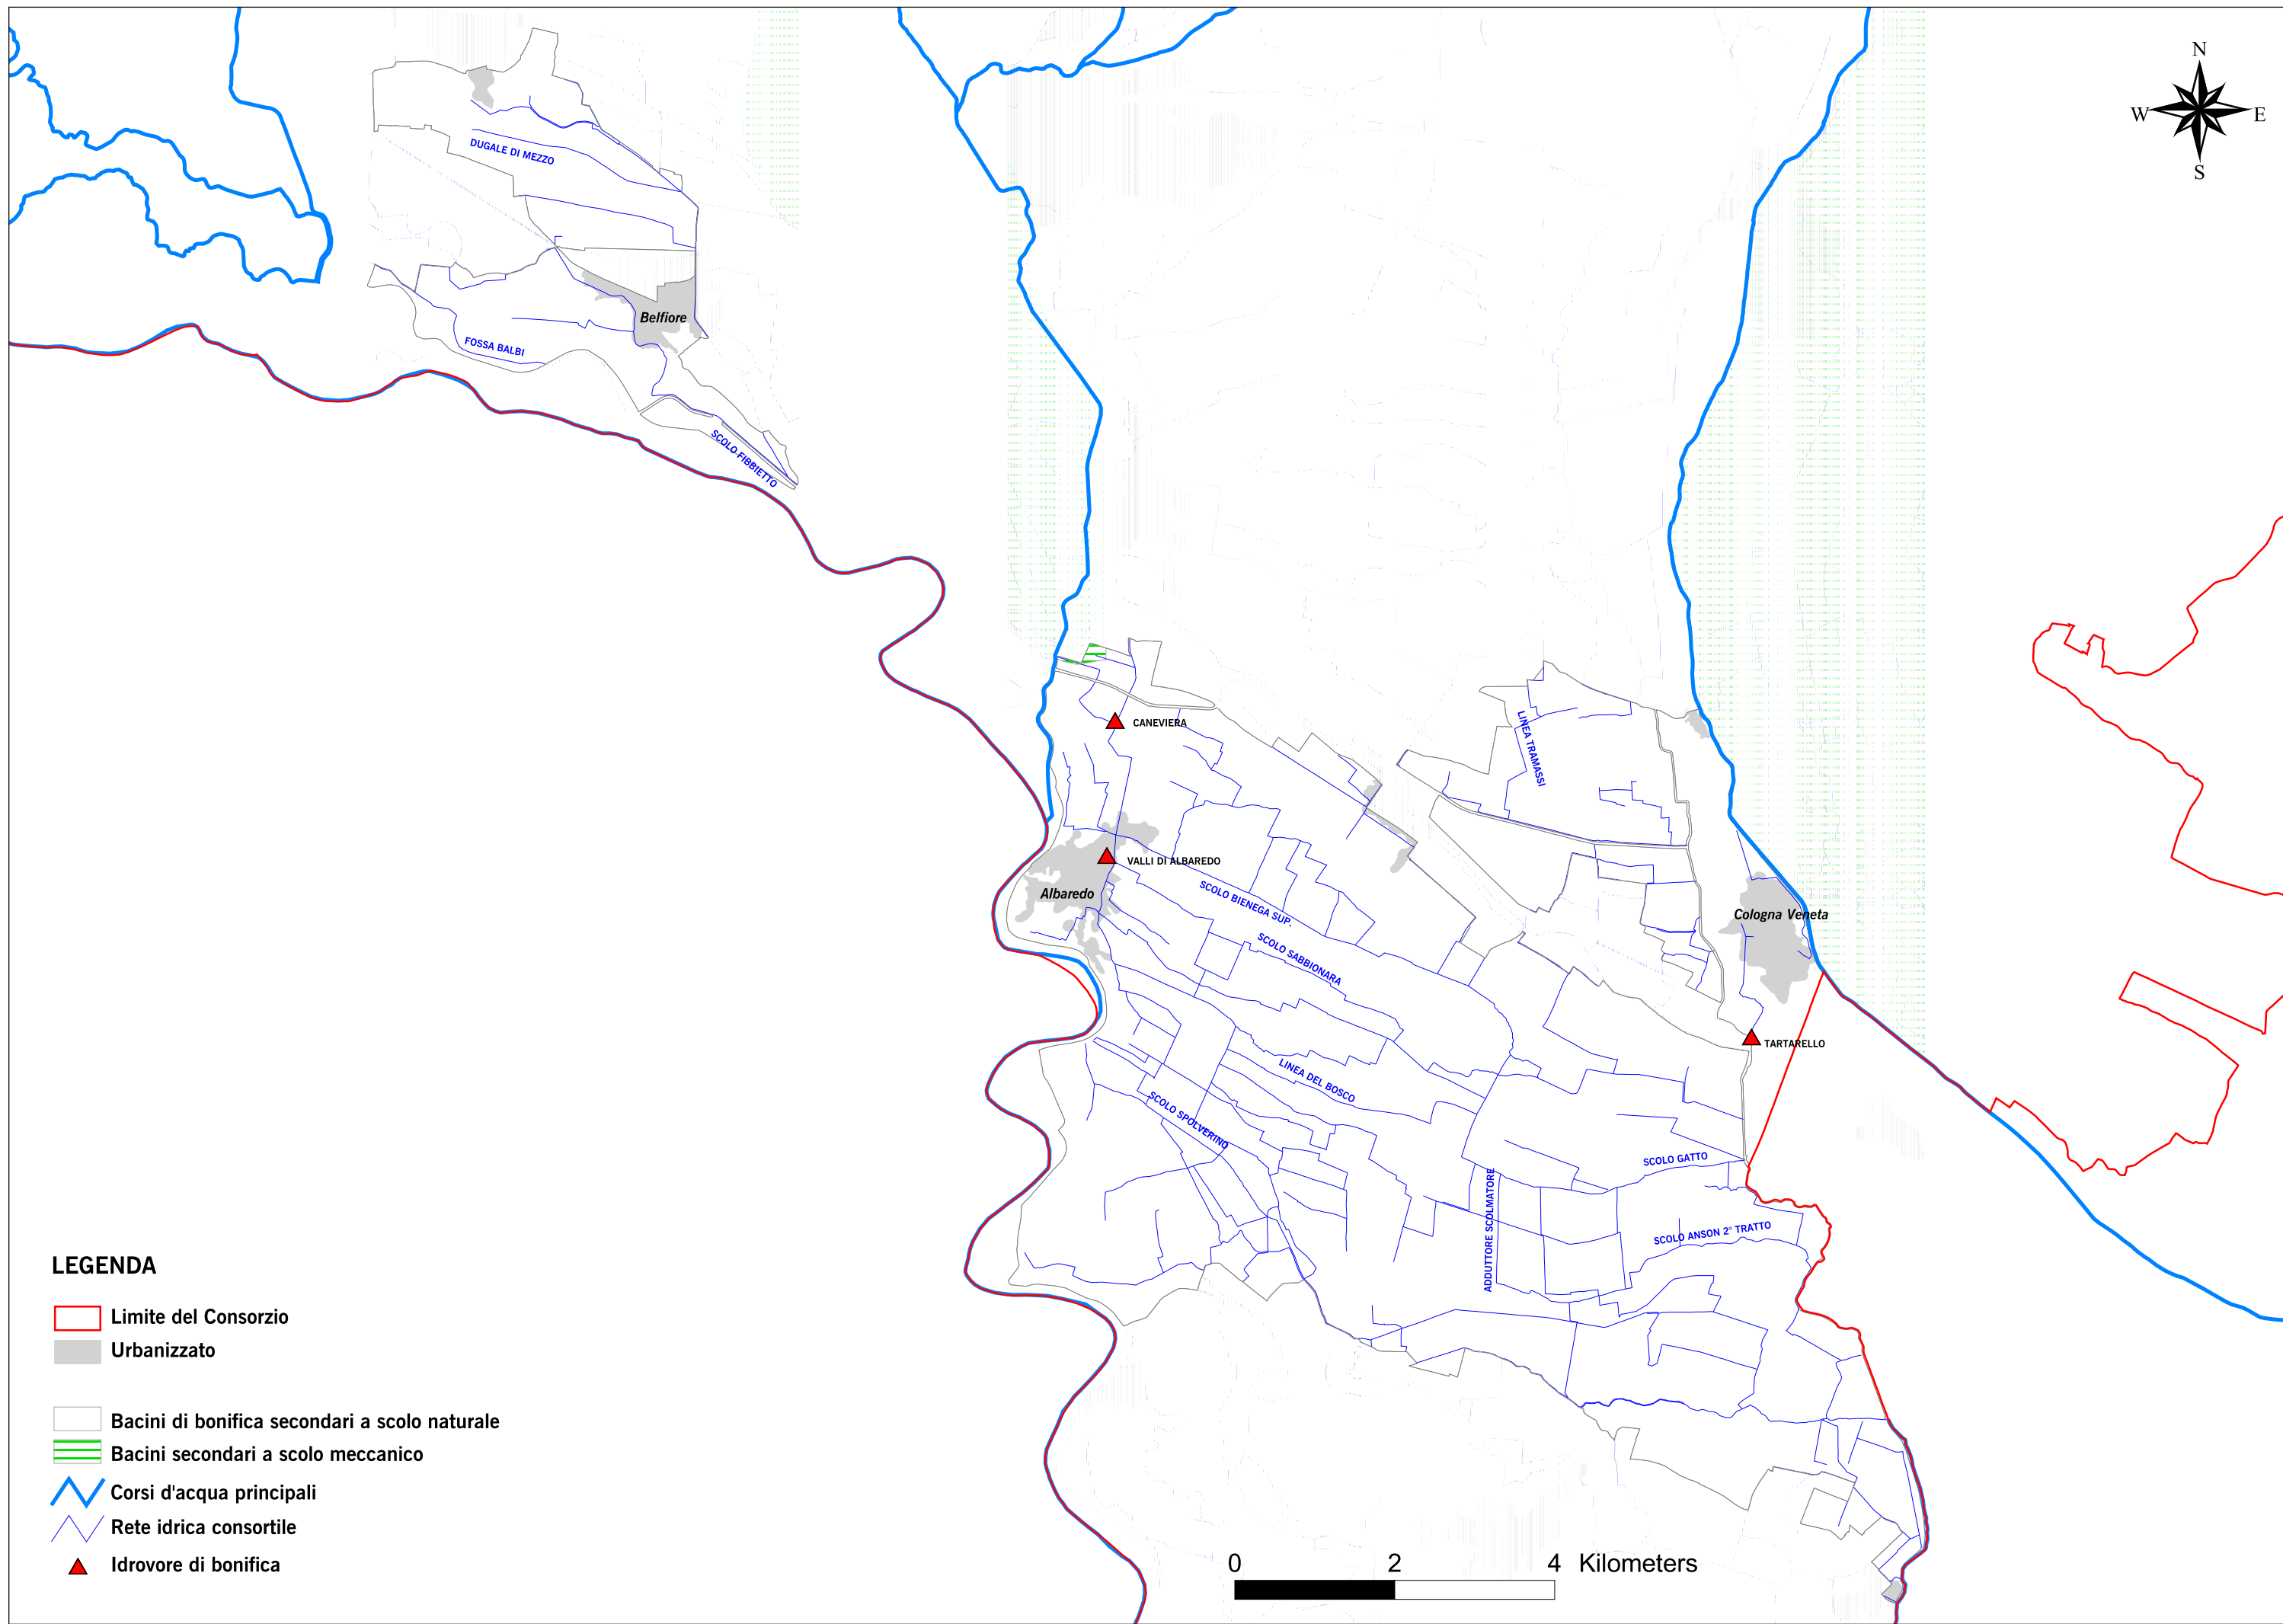 N
W
E
S
DUGALE DI MEZZO
Belfiore
FOSSA BALBI
SCOLO FIBBIETTO
CANEVIERA
LINEA TRAMASSI
VALLI DI ALBAREDO
Albaredo
SCOLO BIENEGA SUP.
Cologna Veneta
SCOLO SABBIONARA
TARTARELLO
LINEA DEL BOSCO
SCOLO SPOLVERINO
SCOLO GATTO
ADDUTTORE SCOLMATORE
SCOLO ANSON 2° TRATTO
LEGENDA
Limite del Consorzio
Urbanizzato
Bacini di bonifica secondari a scolo naturale
Bacini secondari a scolo meccanico
Corsi d'acqua principali
Rete idrica consortile
Idrovore di bonifica
0 2 4 Kilometers